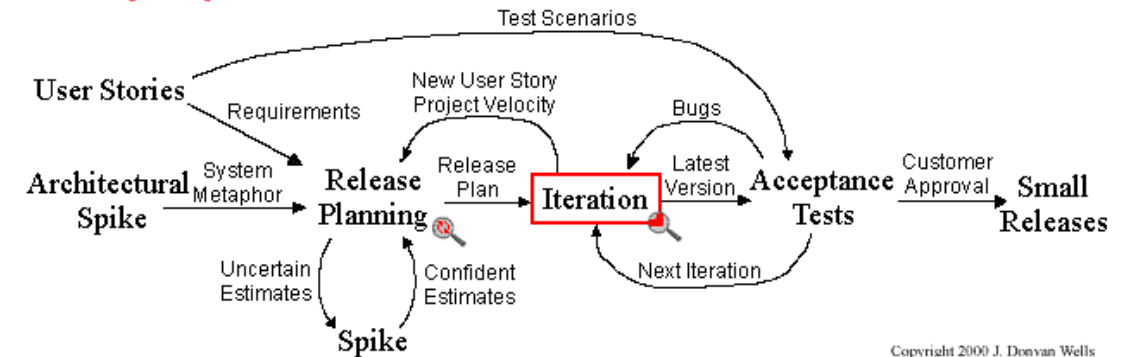 Test Scenarios
User Stories
New User Story
Project Velocity
Bugs
Requirements
Architectural
Spike
System
Metaphor
Release
Planning
Release
Plan
Iteration
Latest
Version
Acceptance
Tests
Customer
Approval
Small
Releases
Uncertain
Estimates
Confident
Estimates
Next Iteration
Spike
Copyright 2000 J. Donvan Wells